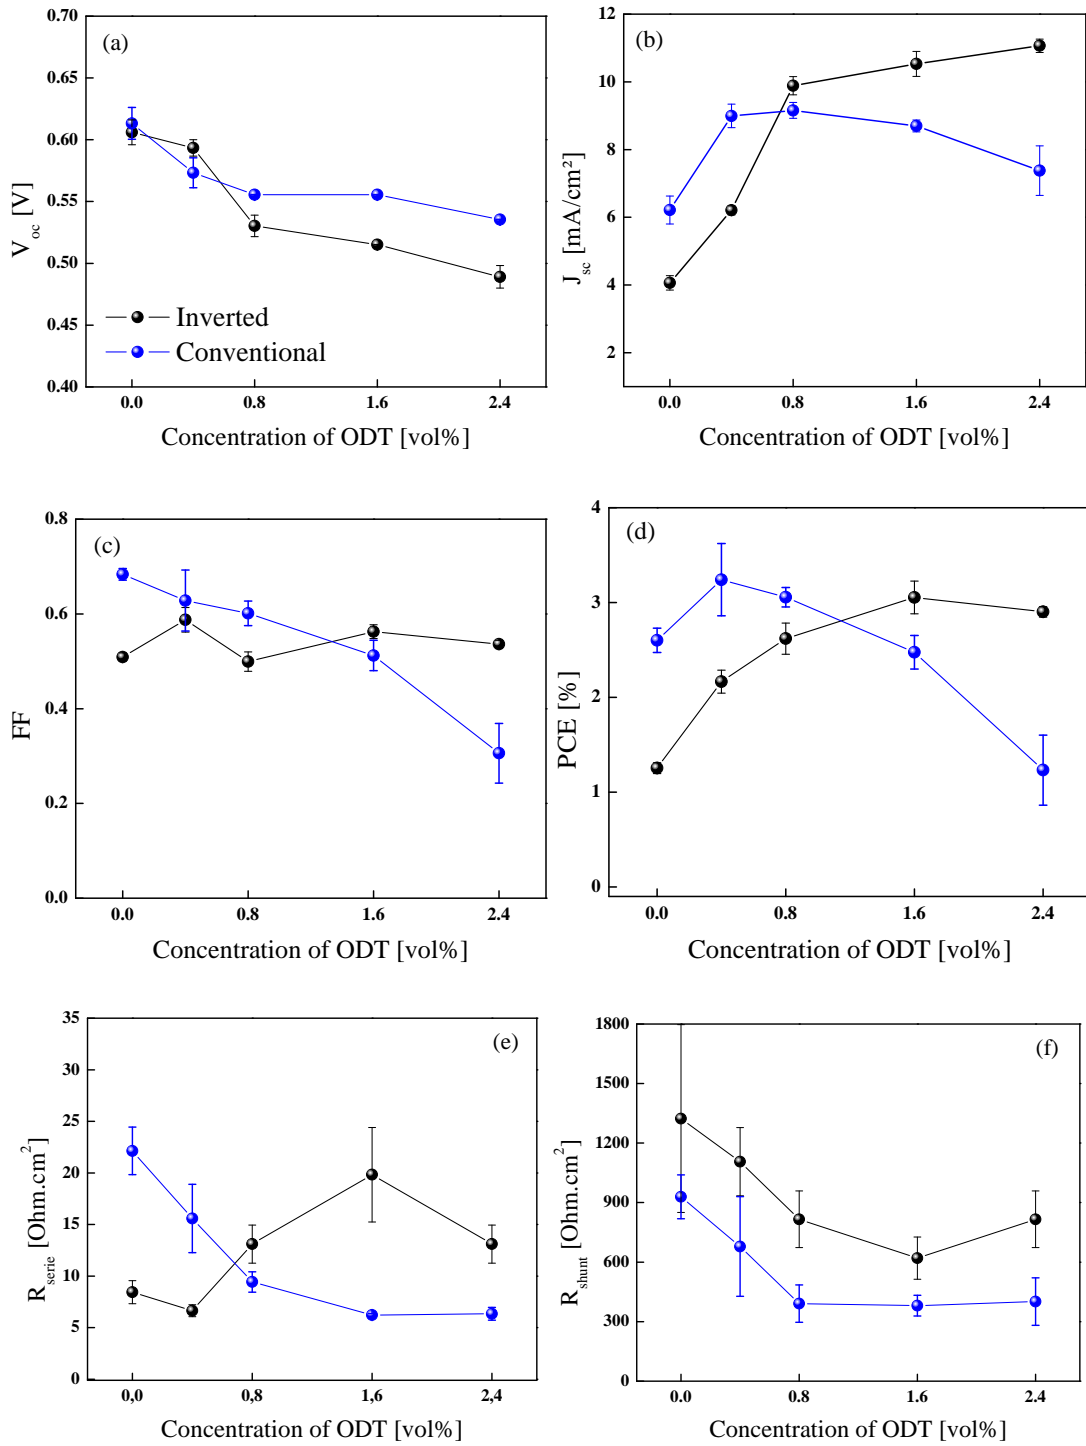 (a)
0.70
0.65
0.60
0.55
0.50
0.45
0.40
V_oc [V]
Inverted
Conventional
0.0 0.8 1.6 2.4
Concentration of ODT [vol%]
(b)
12
10
8
6
4
2
J_sc [mA/cm²]
0.0 0.8 1.6 2.4
Concentration of ODT [vol%]
(c)
0.8
0.6
0.4
0.2
0.0
FF
0.0 0.8 1.6 2.4
Concentration of ODT [vol%]
(d)
4
3
2
1
0
PCE [%]
0.0 0.8 1.6 2.4
Concentration of ODT [vol%]
(e)
35
30
25
20
15
10
5
0
R_serie [Ohm.cm²]
0,0 0,8 1,6 2,4
Concentration of ODT [vol%]
(f)
1800
1500
1200
900
600
300
0
R_shunt [Ohm.cm²]
0.0 0.8 1.6 2.4
Concentration of ODT [vol%]